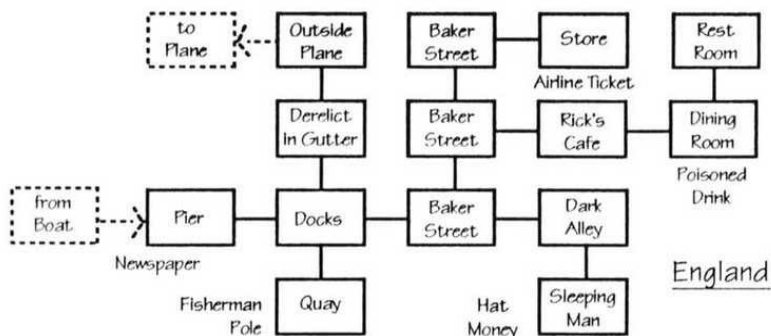 to
Plane
Outside
Plane
Baker
Street
Store
Rest
Room
Airline Ticket
Derelict
in Gutter
Baker
Street
Rick's
Cafe
Dining
Room
Poisoned
Drink
from
Boat
Pier
Docks
Baker
Street
Dark
Alley
Newspaper
England
Fisherman
Pole
Quay
Hat
Money
Sleeping
Man